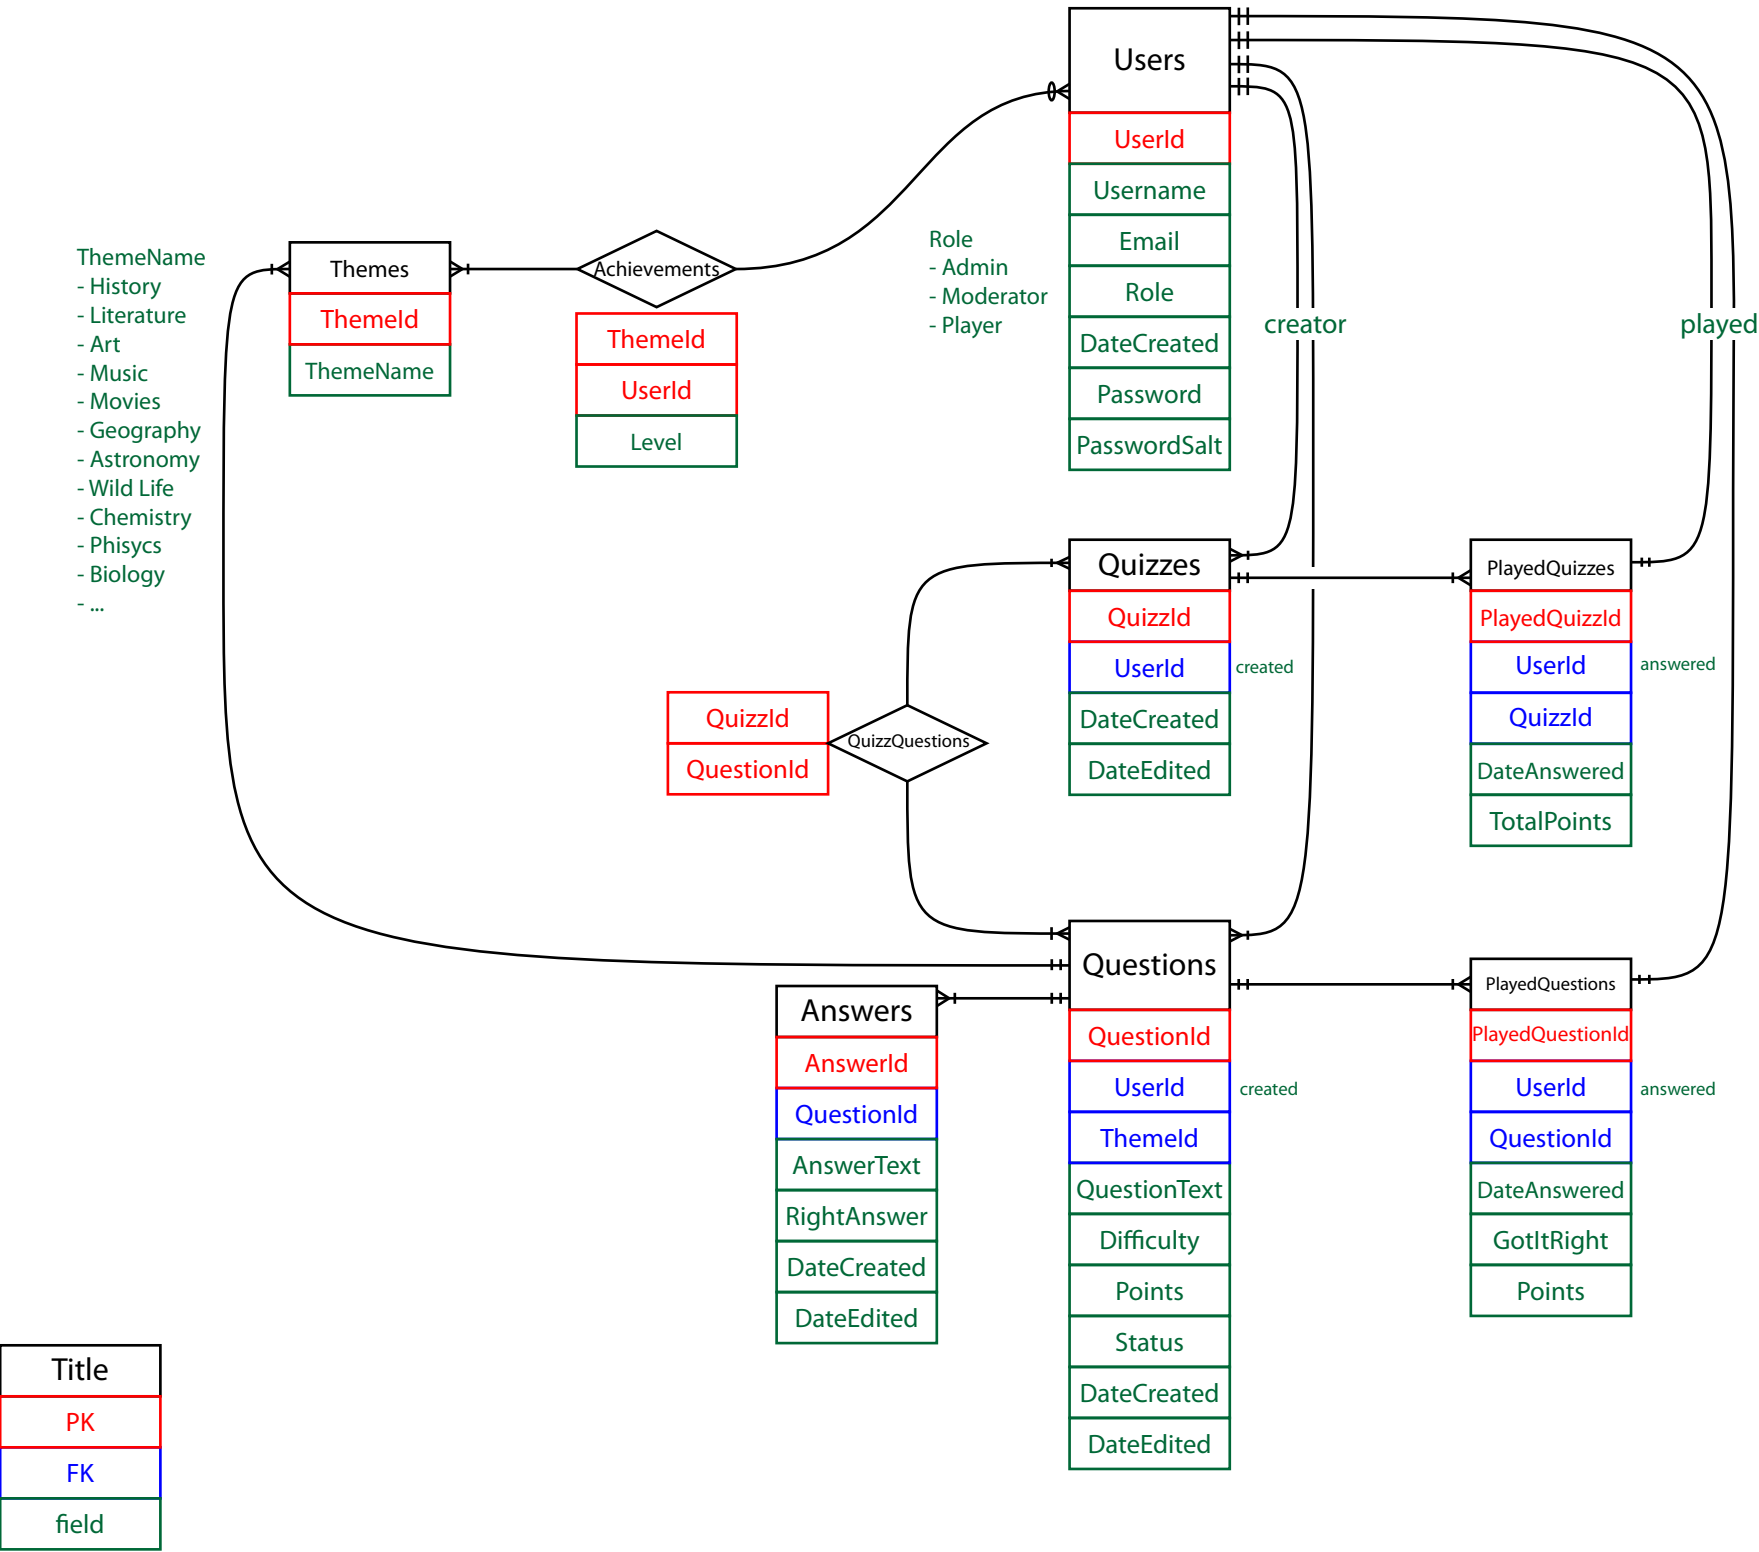 Users
UserId
Username
Email
Role
DateCreated
Password
PasswordSalt
Role
- Admin
- Moderator
- Player
creator
played
ThemeName
- History
- Literature
- Art
- Music
- Movies
- Geography
- Astronomy
- Wild Life
- Chemistry
- Phisycs
- Biology
- ...
Themes
ThemeId
ThemeName
Achievements
ThemeId
UserId
Level
Quizzes
QuizzId
UserId
created
DateCreated
DateEdited
PlayedQuizzes
PlayedQuizzId
UserId
answered
QuizzId
DateAnswered
TotalPoints
QuizzId
QuestionId
QuizzQuestions
Questions
QuestionId
UserId
created
ThemeId
QuestionText
Difficulty
Points
Status
DateCreated
DateEdited
Answers
AnswerId
QuestionId
AnswerText
RightAnswer
DateCreated
DateEdited
PlayedQuestions
PlayedQuestionId
UserId
answered
QuestionId
DateAnswered
GotItRight
Points
Title
PK
FK
field